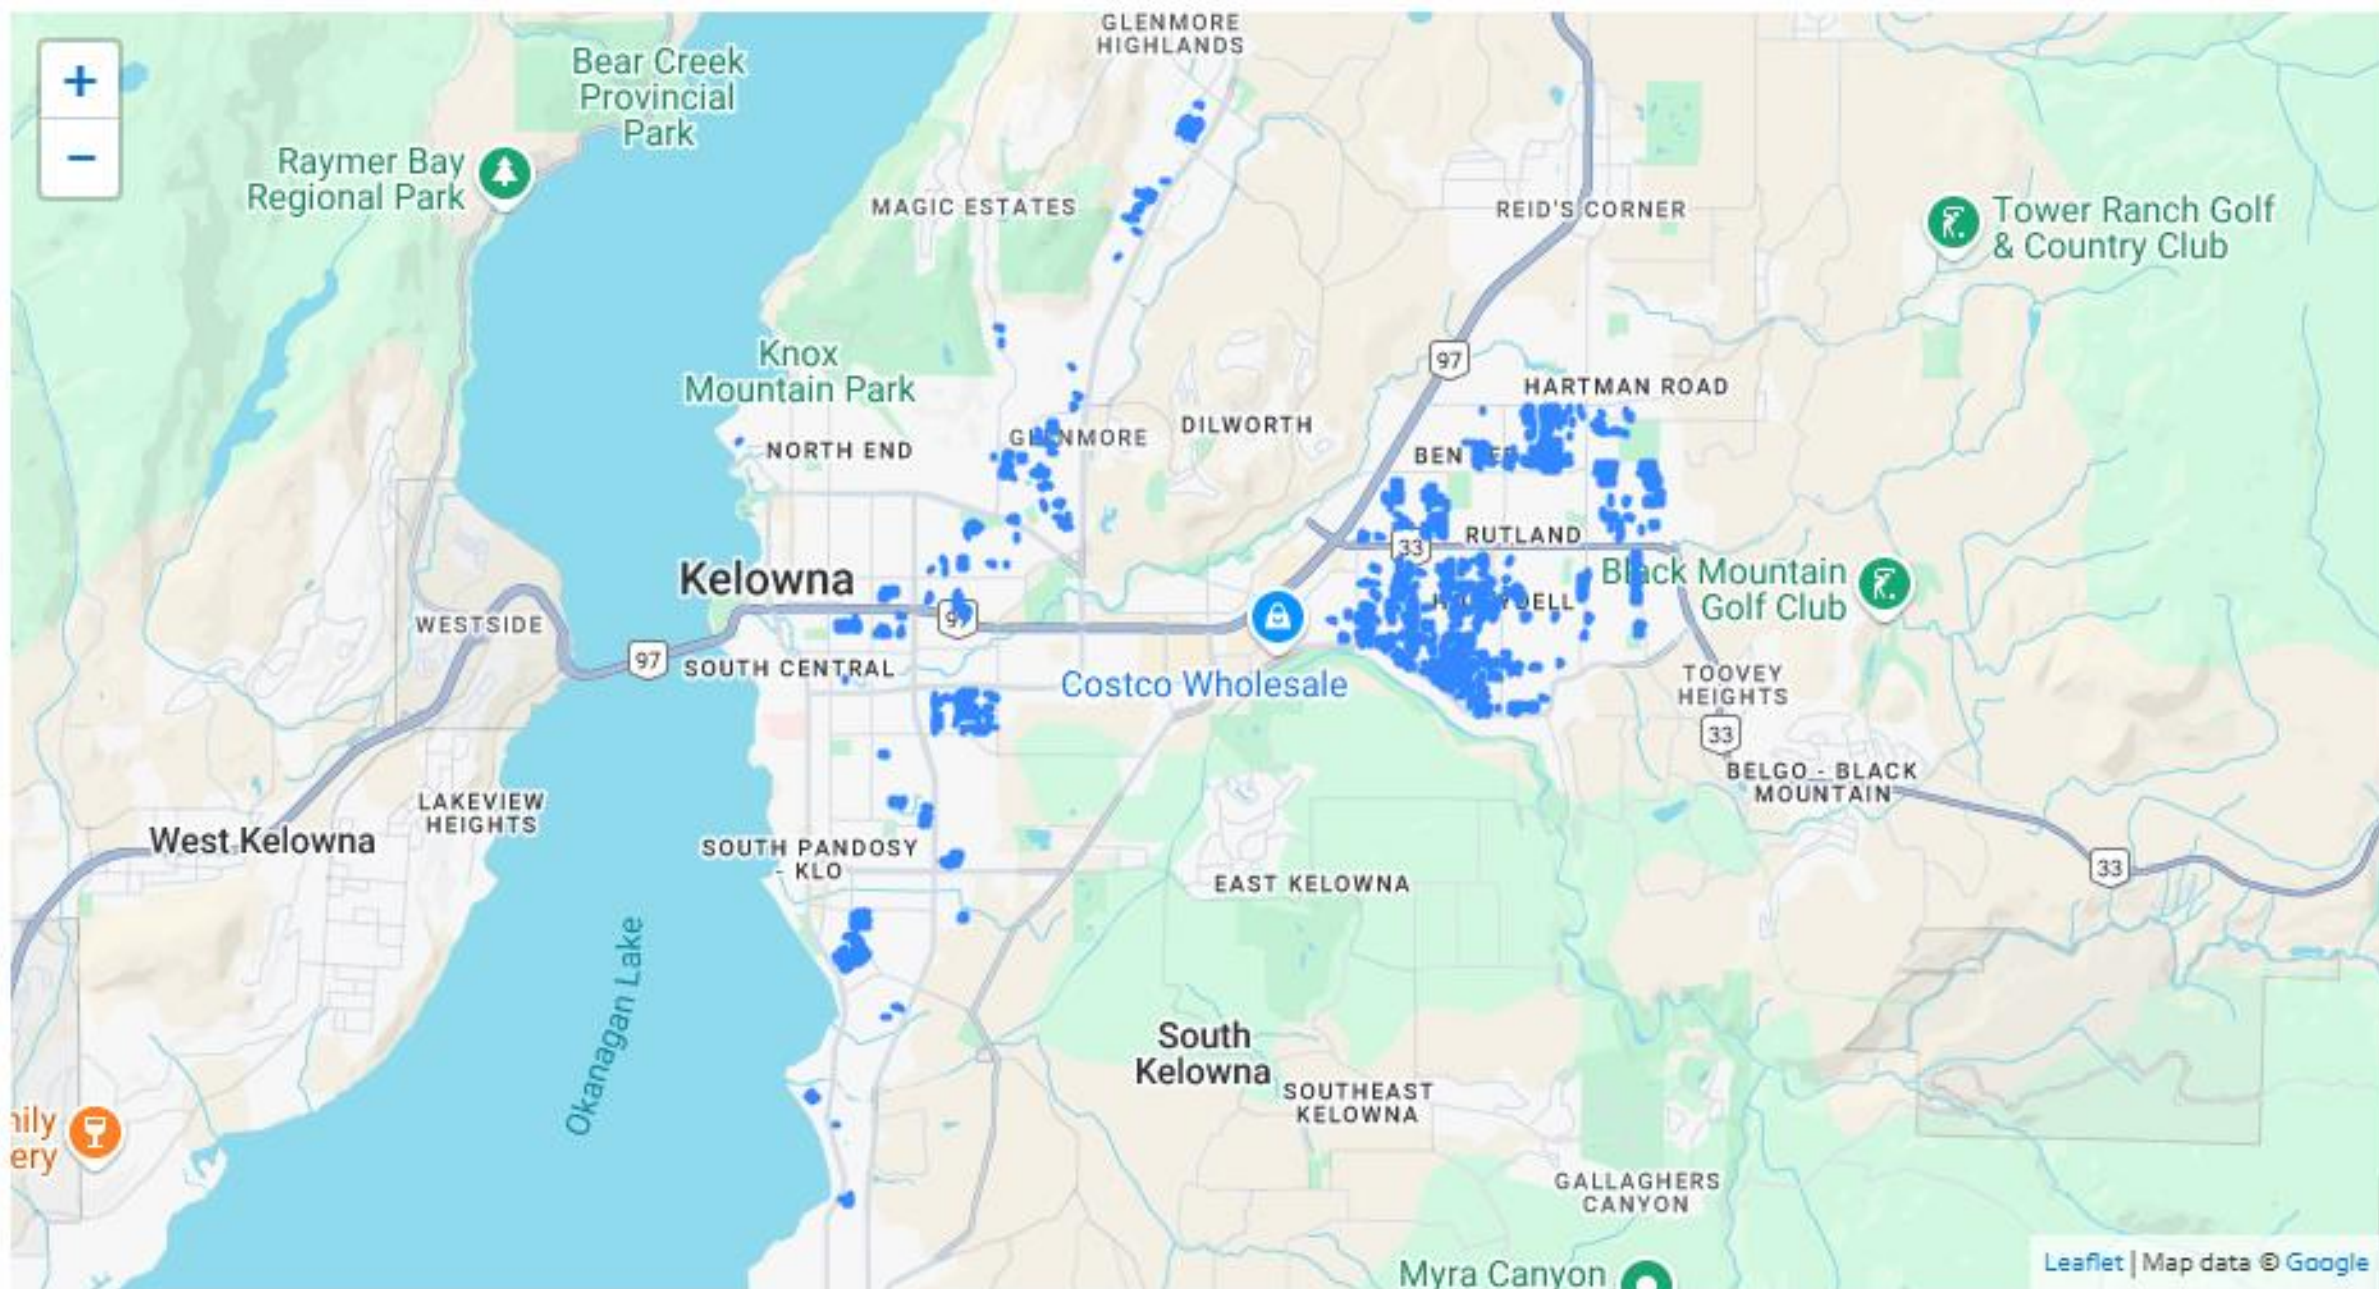 +
−
GLENMORE
HIGHLANDS
Bear Creek
Provincial
Park
Raymer Bay
Regional Park
MAGIC ESTATES
REID'S CORNER
Tower Ranch Golf
& Country Club
Knox
Mountain Park
97
HARTMAN ROAD
NORTH END
GLENMORE
DILWORTH
RUTLAND
33
Kelowna
Black Mountain
Golf Club
WESTSIDE
97
97
SOUTH CENTRAL
Costco Wholesale
TOOVEY
HEIGHTS
33
BELGO - BLACK
MOUNTAIN
LAKEVIEW
HEIGHTS
West Kelowna
SOUTH PANDOSY
- KLO
EAST KELOWNA
33
Okanagan Lake
South
Kelowna
SOUTHEAST
KELOWNA
nily
ery
GALLAGHERS
CANYON
Myra Canyon
Leaflet | Map data © Google